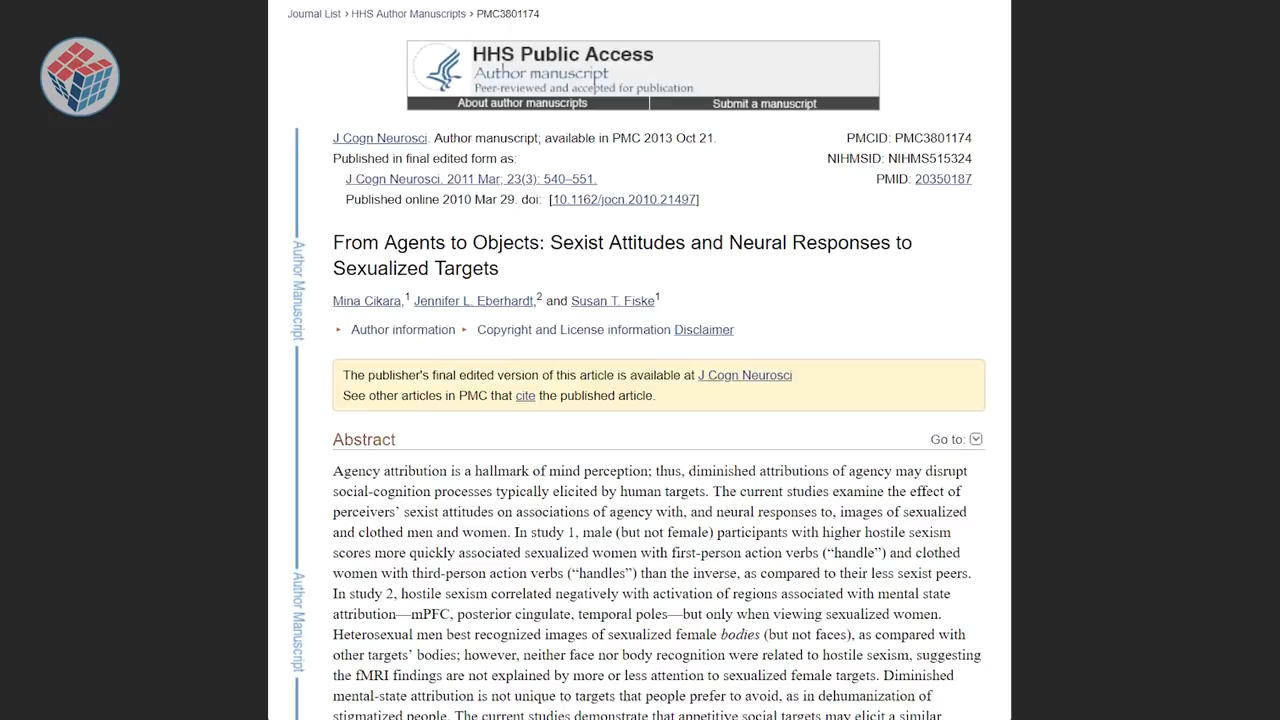 Journal List › HHS Author Manuscripts › PMC3801174
HHS Public Access
Author manuscript
Peer-reviewed and accepted for publication
About author manuscripts Submit a manuscript
J Cogn Neurosci. Author manuscript; available in PMC 2013 Oct 21. PMCID: PMC3801174
Published in final edited form as: NIHMSID: NIHMS515324
J Cogn Neurosci. 2011 Mar; 23(3): 540–551. PMID: 20350187
Published online 2010 Mar 29. doi: [10.1162/jocn.2010.21497]
From Agents to Objects: Sexist Attitudes and Neural Responses to
Sexualized Targets
Mina Cikara,1 Jennifer L. Eberhardt,2 and Susan T. Fiske1
▸ Author information ▸ Copyright and License information Disclaimer
The publisher's final edited version of this article is available at J Cogn Neurosci
See other articles in PMC that cite the published article.
Abstract Go to:
Agency attribution is a hallmark of mind perception; thus, diminished attributions of agency may disrupt
social-cognition processes typically elicited by human targets. The current studies examine the effect of
perceivers' sexist attitudes on associations of agency with, and neural responses to, images of sexualized
and clothed men and women. In study 1, male (but not female) participants with higher hostile sexism
scores more quickly associated sexualized women with first-person action verbs (“handle”) and clothed
women with third-person action verbs (“handles”) than the inverse, as compared to their less sexist peers.
In study 2, hostile sexism correlated negatively with activation of regions associated with mental state
attribution—mPFC, posterior cingulate, temporal poles—but only when viewing sexualized women.
Heterosexual men best recognized images of sexualized female bodies (but not faces), as compared with
other targets' bodies; however, neither face nor body recognition were related to hostile sexism, suggesting
the fMRI findings are not explained by more or less attention to sexualized female targets. Diminished
mental-state attribution is not unique to targets that people prefer to avoid, as in dehumanization of
stigmatized people. The current studies demonstrate that appetitive social targets may elicit a similar
Author Manuscript
Author Manuscript